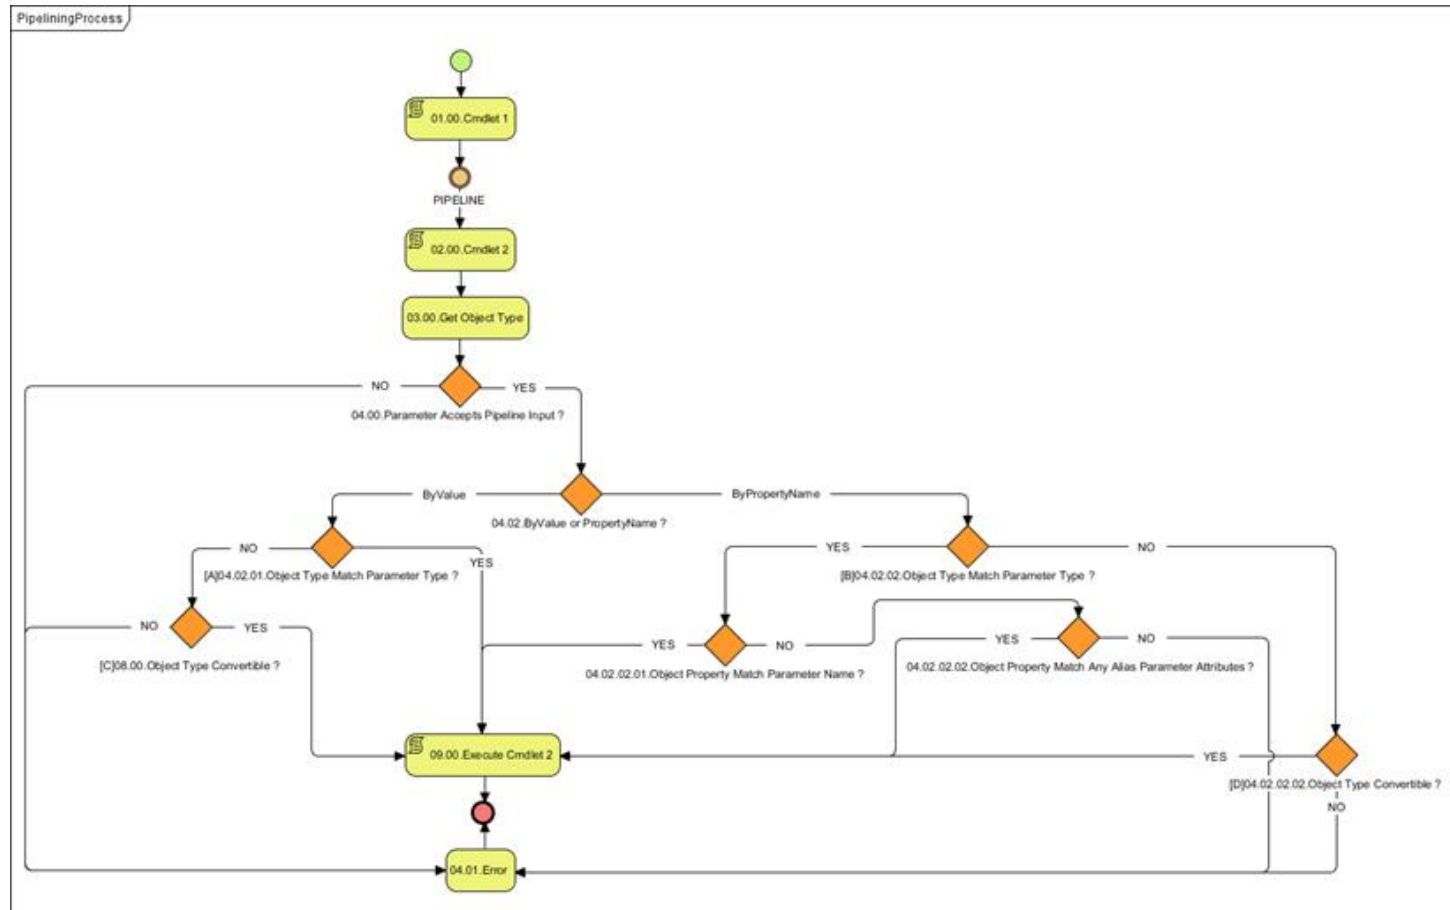 PipeliningProcess
01.00.Cmdlet 1
PIPELINE
02.00.Cmdlet 2
03.00.Get Object Type
NO
YES
04.00.Parameter Accepts Pipeline Input ?
ByValue
ByPropertyName
04.02.ByValue or PropertyName ?
NO
YES
[A]04.02.01.Object Type Match Parameter Type ?
YES
NO
[B]04.02.02.Object Type Match Parameter Type ?
NO
YES
[C]08.00.Object Type Convertible ?
YES
NO
04.02.02.01.Object Property Match Parameter Name ?
YES
NO
04.02.02.02.Object Property Match Any Alias Parameter Attributes ?
09.00.Execute Cmdlet 2
YES
[D]04.02.02.02.Object Type Convertible ?
NO
04.01.Error